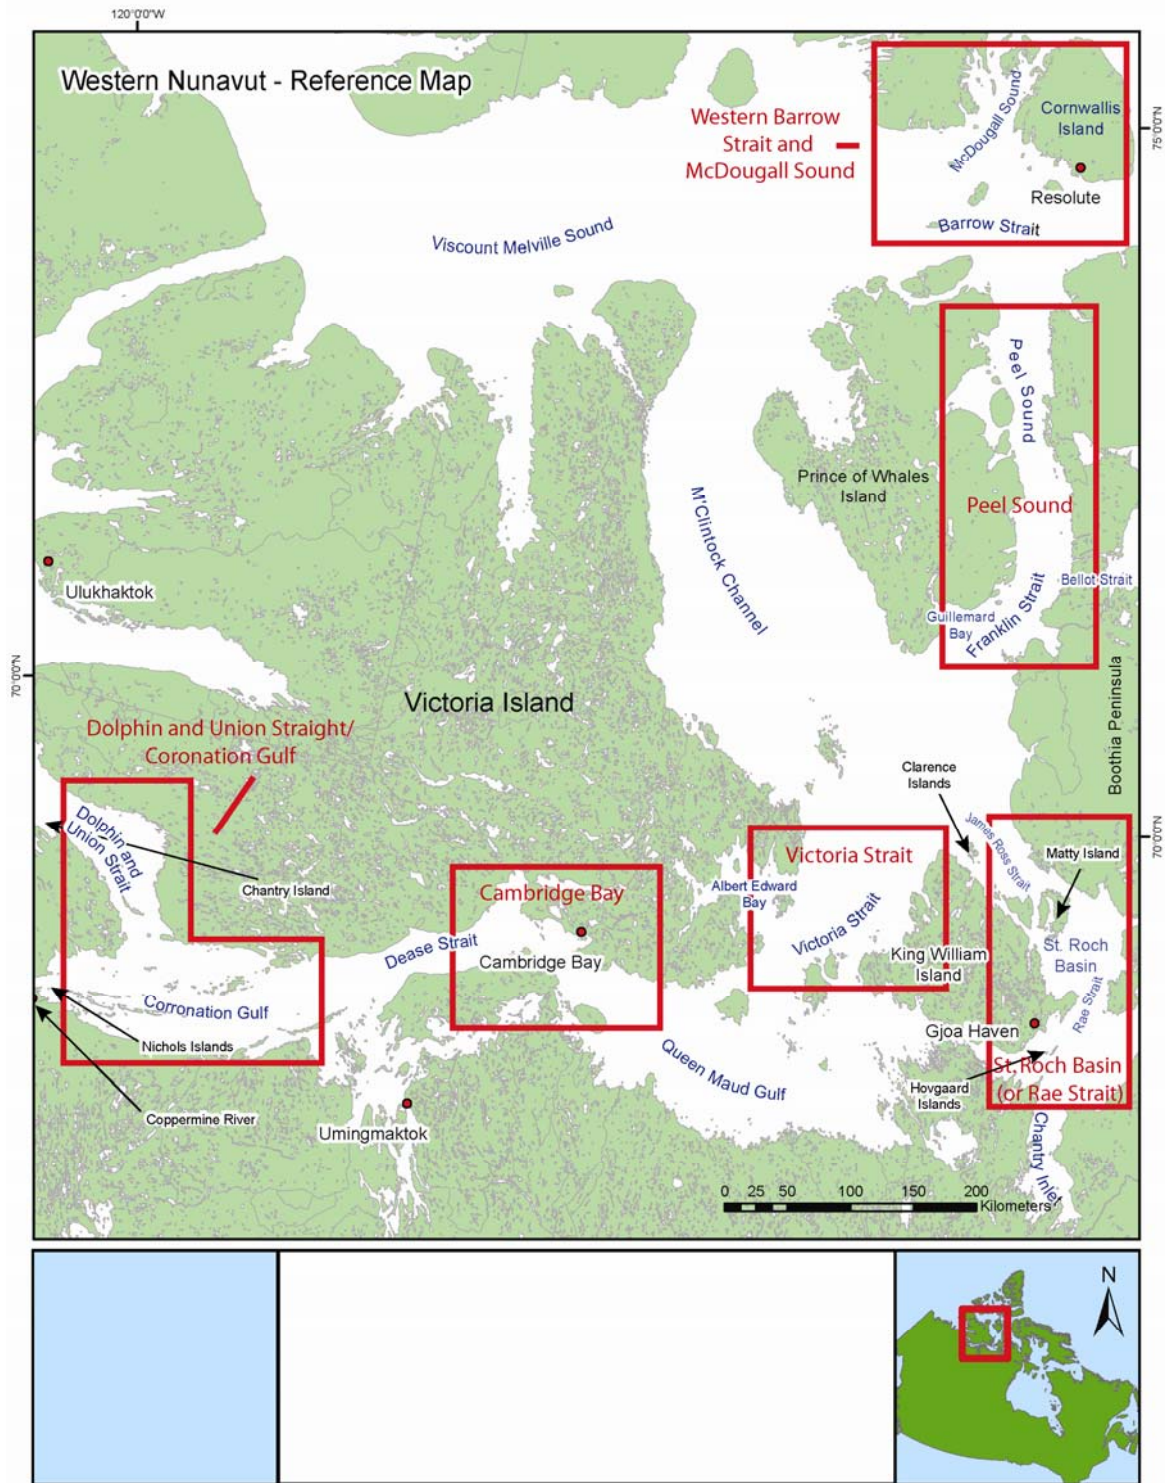 120°0'0"W
Western Nunavut - Reference Map
75°0'0"N
Western Barrow
Strait and
McDougall Sound
McDougall Sound
Cornwallis
Island
Resolute
Barrow Strait
Viscount Melville Sound
Peel Sound
Prince of Whales
Island
Peel Sound
M'Clintock Channel
Ulukhaktok
Bellot Strait
Guillemard
Bay
Franklin Strait
70°0'0"N
Victoria Island
Boothia Peninsula
Dolphin and Union Straight/
Coronation Gulf
Clarence
Islands
70°0'0"N
Dolphin and
Union Strait
James Ross Strait
Matty Island
Victoria Strait
Chantry Island
Cambridge Bay
Albert Edward
Bay
Victoria Strait
Dease Strait
Cambridge Bay
King William
Island
St. Roch
Basin
Rae Strait
Corronation Gulf
Nichols Islands
Gjoa Haven
Queen Maud Gulf
Hovgaard
Islands
St. Roch Basin
(or Rae Strait)
Coppermine River
Umingmaktok
Chantry Inlet
0 25 50 100 150 200
Kilometers
N